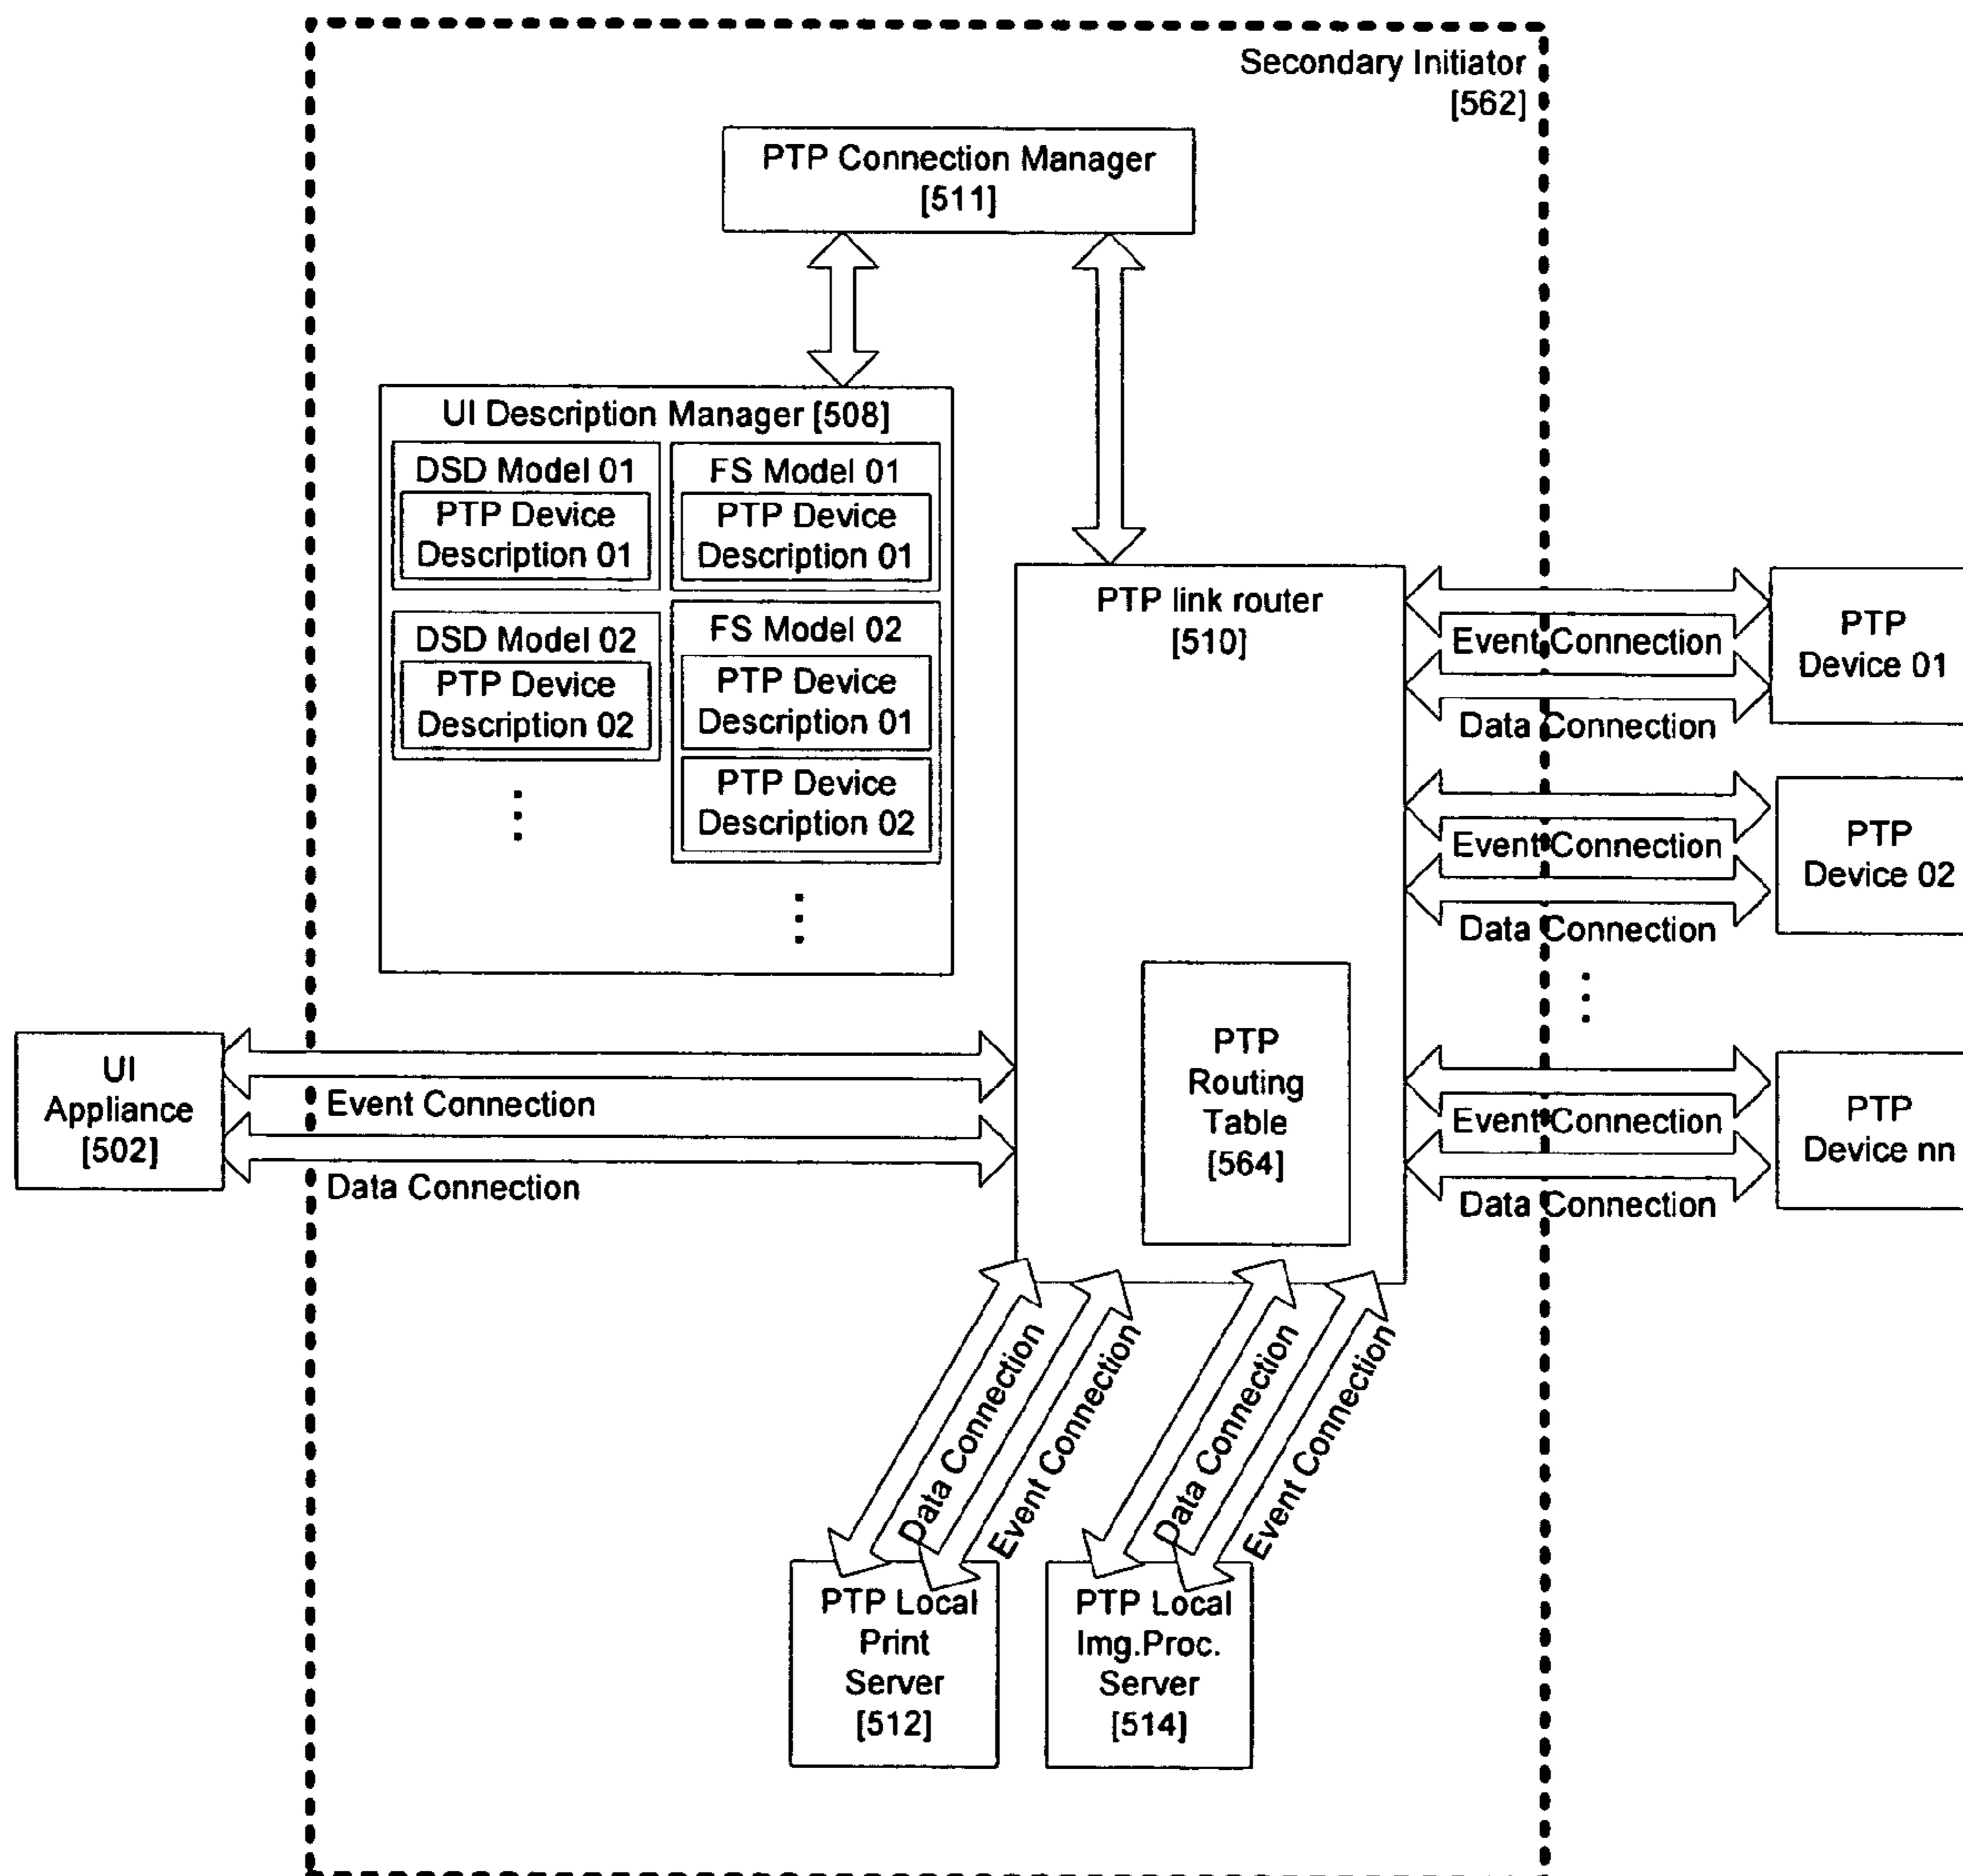 Secondary Initiator
[562]
PTP Connection Manager
[511]
UI Description Manager [508]
DSD Model 01
PTP Device
Description 01
FS Model 01
PTP Device
Description 01
DSD Model 02
PTP Device
Description 02
FS Model 02
PTP Device
Description 01
PTP Device
Description 02
PTP link router
[510]
PTP
Routing
Table
[564]
Event Connection
Data Connection
PTP
Device 01
Event Connection
Data Connection
PTP
Device 02
Event Connection
Data Connection
PTP
Device nn
UI
Appliance
[502]
Event Connection
Data Connection
Data Connection
Event Connection
Data Connection
Event Connection
PTP Local
Print
Server
[512]
PTP Local
Img.Proc.
Server
[514]